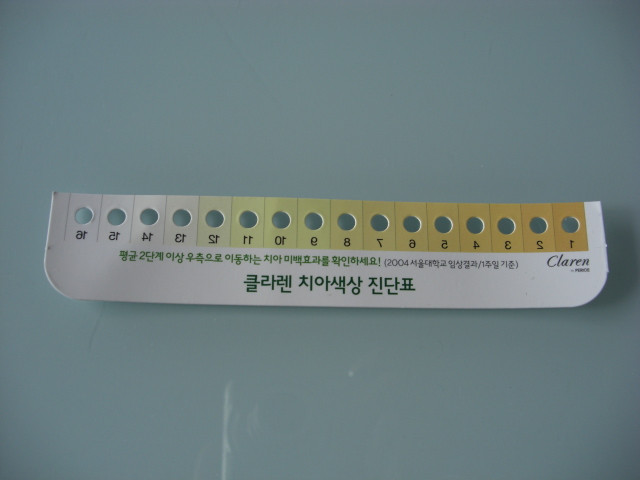 16 15 14 13 12 11 10 9 8 7 6 5 4 3 2 1
평균 2단계 이상 우측으로 이동하는 치아 미백효과를 확인하세요! (2004 서울대학교 임상결과/1주일 기준)
Claren
클라렌 치아색상 진단표